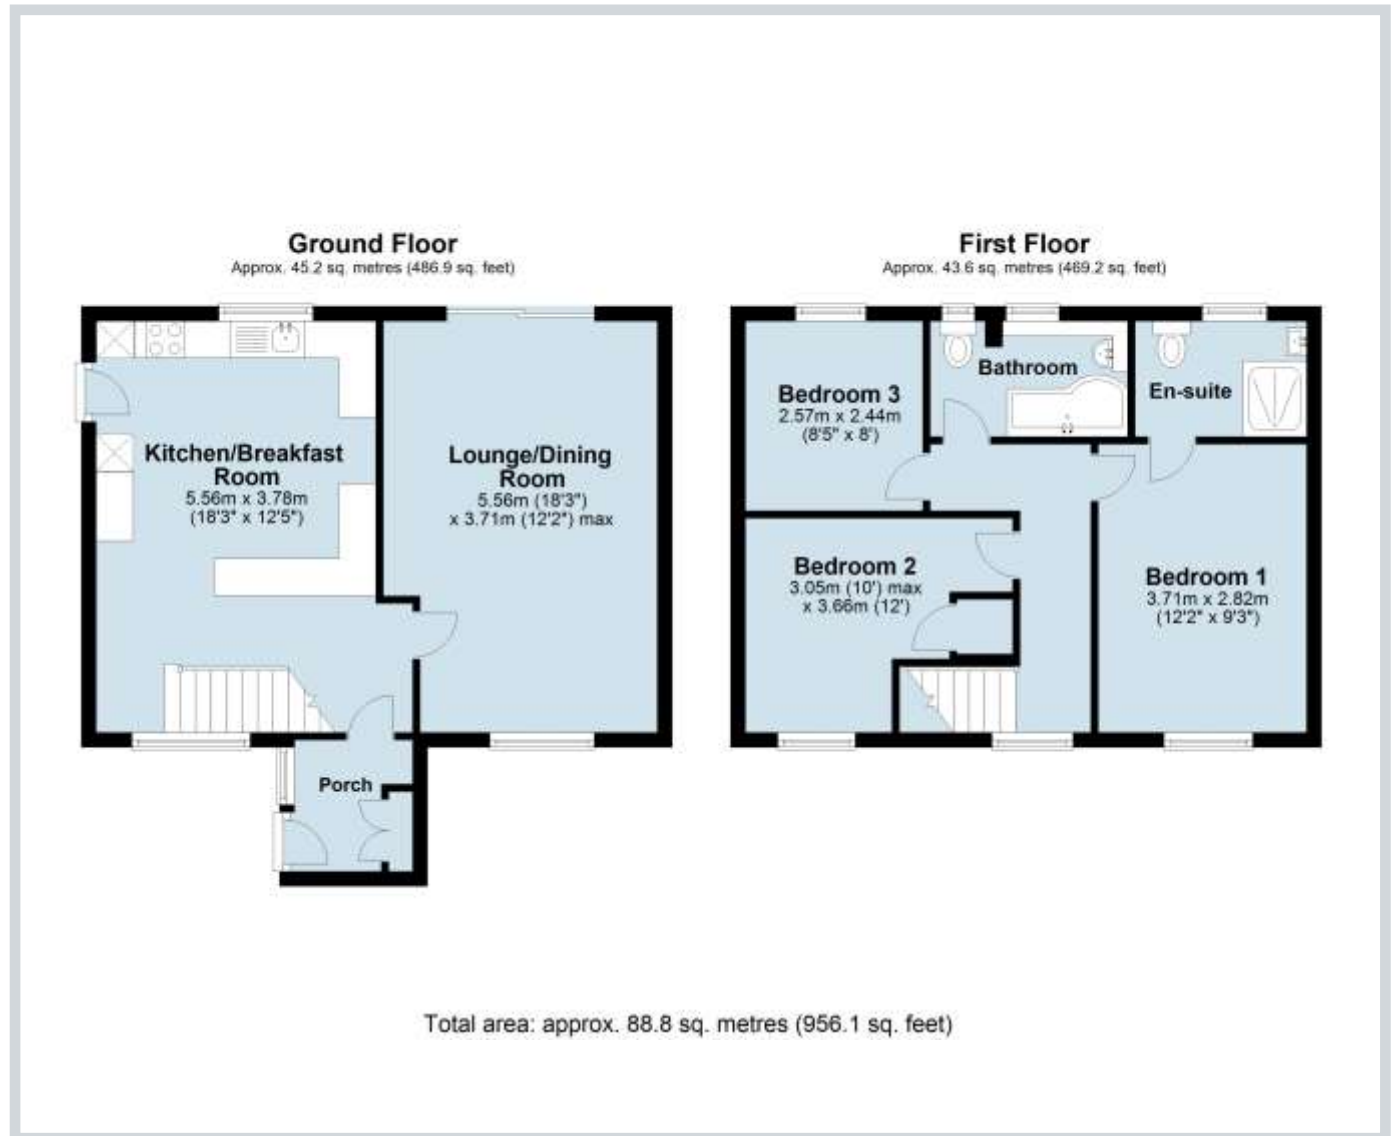 Ground Floor
Approx. 45.2 sq. metres (486.9 sq. feet)
Kitchen/Breakfast
Room
5.56m x 3.78m
(18'3" x 12'5")
Lounge/Dining
Room
5.56m (18'3")
x 3.71m (12'2") max
Porch
First Floor
Approx. 43.6 sq. metres (469.2 sq. feet)
Bedroom 3
2.57m x 2.44m
(8'5" x 8')
Bathroom
En-suite
Bedroom 2
3.05m (10') max
x 3.66m (12')
Bedroom 1
3.71m x 2.82m
(12'2" x 9'3")
Total area: approx. 88.8 sq. metres (956.1 sq. feet)